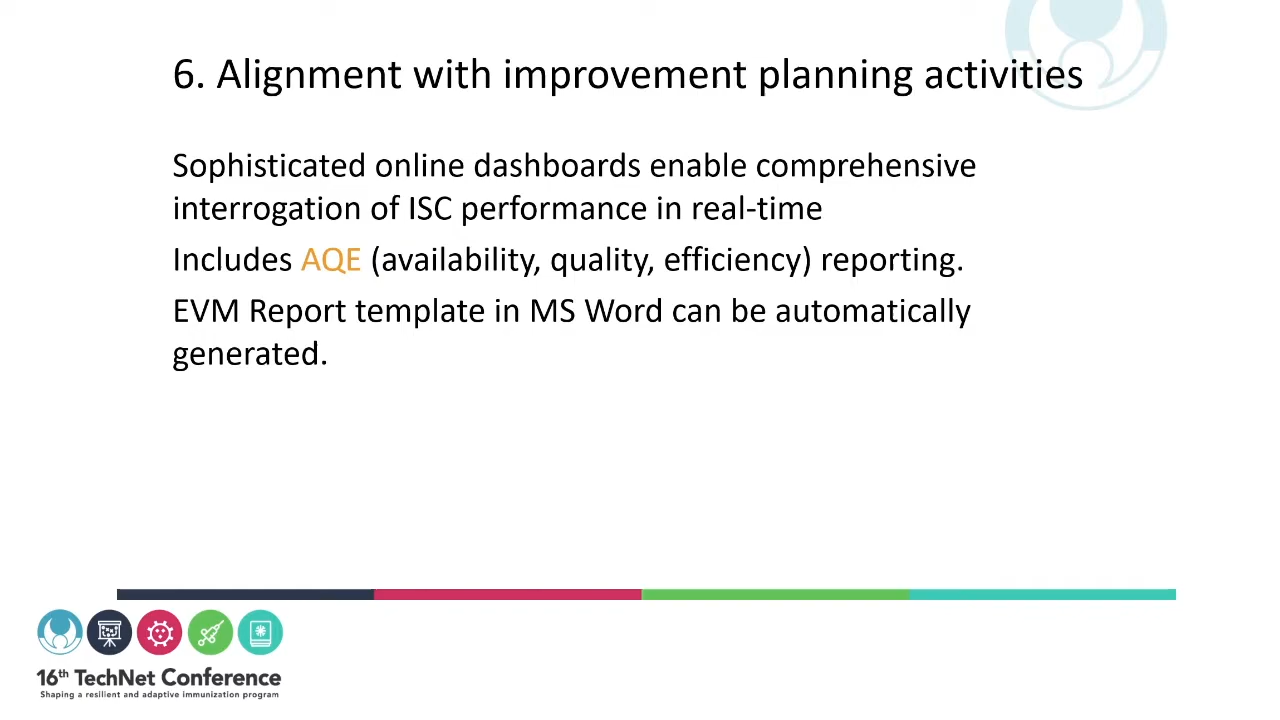 6. Alignment with improvement planning activities
Sophisticated online dashboards enable comprehensive
interrogation of ISC performance in real-time
Includes AQE (availability, quality, efficiency) reporting.
EVM Report template in MS Word can be automatically
generated.
16th TechNet Conference
Shaping a resilient and adaptive immunization program